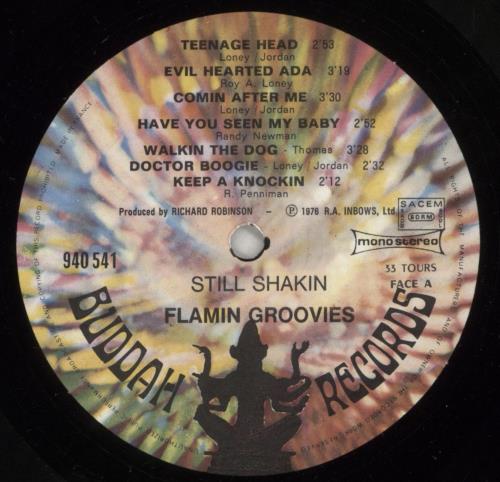 TEENAGE HEAD 2'53
Loney / Jordan
EVIL HEARTED ADA 3'19
Roy A. Loney
COMIN AFTER ME 3'30
Loney / Jordan
HAVE YOU SEEN MY BABY 2'52
Randy Newman
WALKIN THE DOG - Thomas 3'28
DOCTOR BOOGIE - Loney / Jordan 2'32
KEEP A KNOCKIN 2'12
R. Penniman
Produced by RICHARD ROBINSON - Ⓟ 1976 R.A. INBOWS, Ltd.
SACEM
SDRM
mono stereo
940 541
33 TOURS
FACE A
STILL SHAKIN
FLAMIN GROOVIES
BUDDAH RECORDS